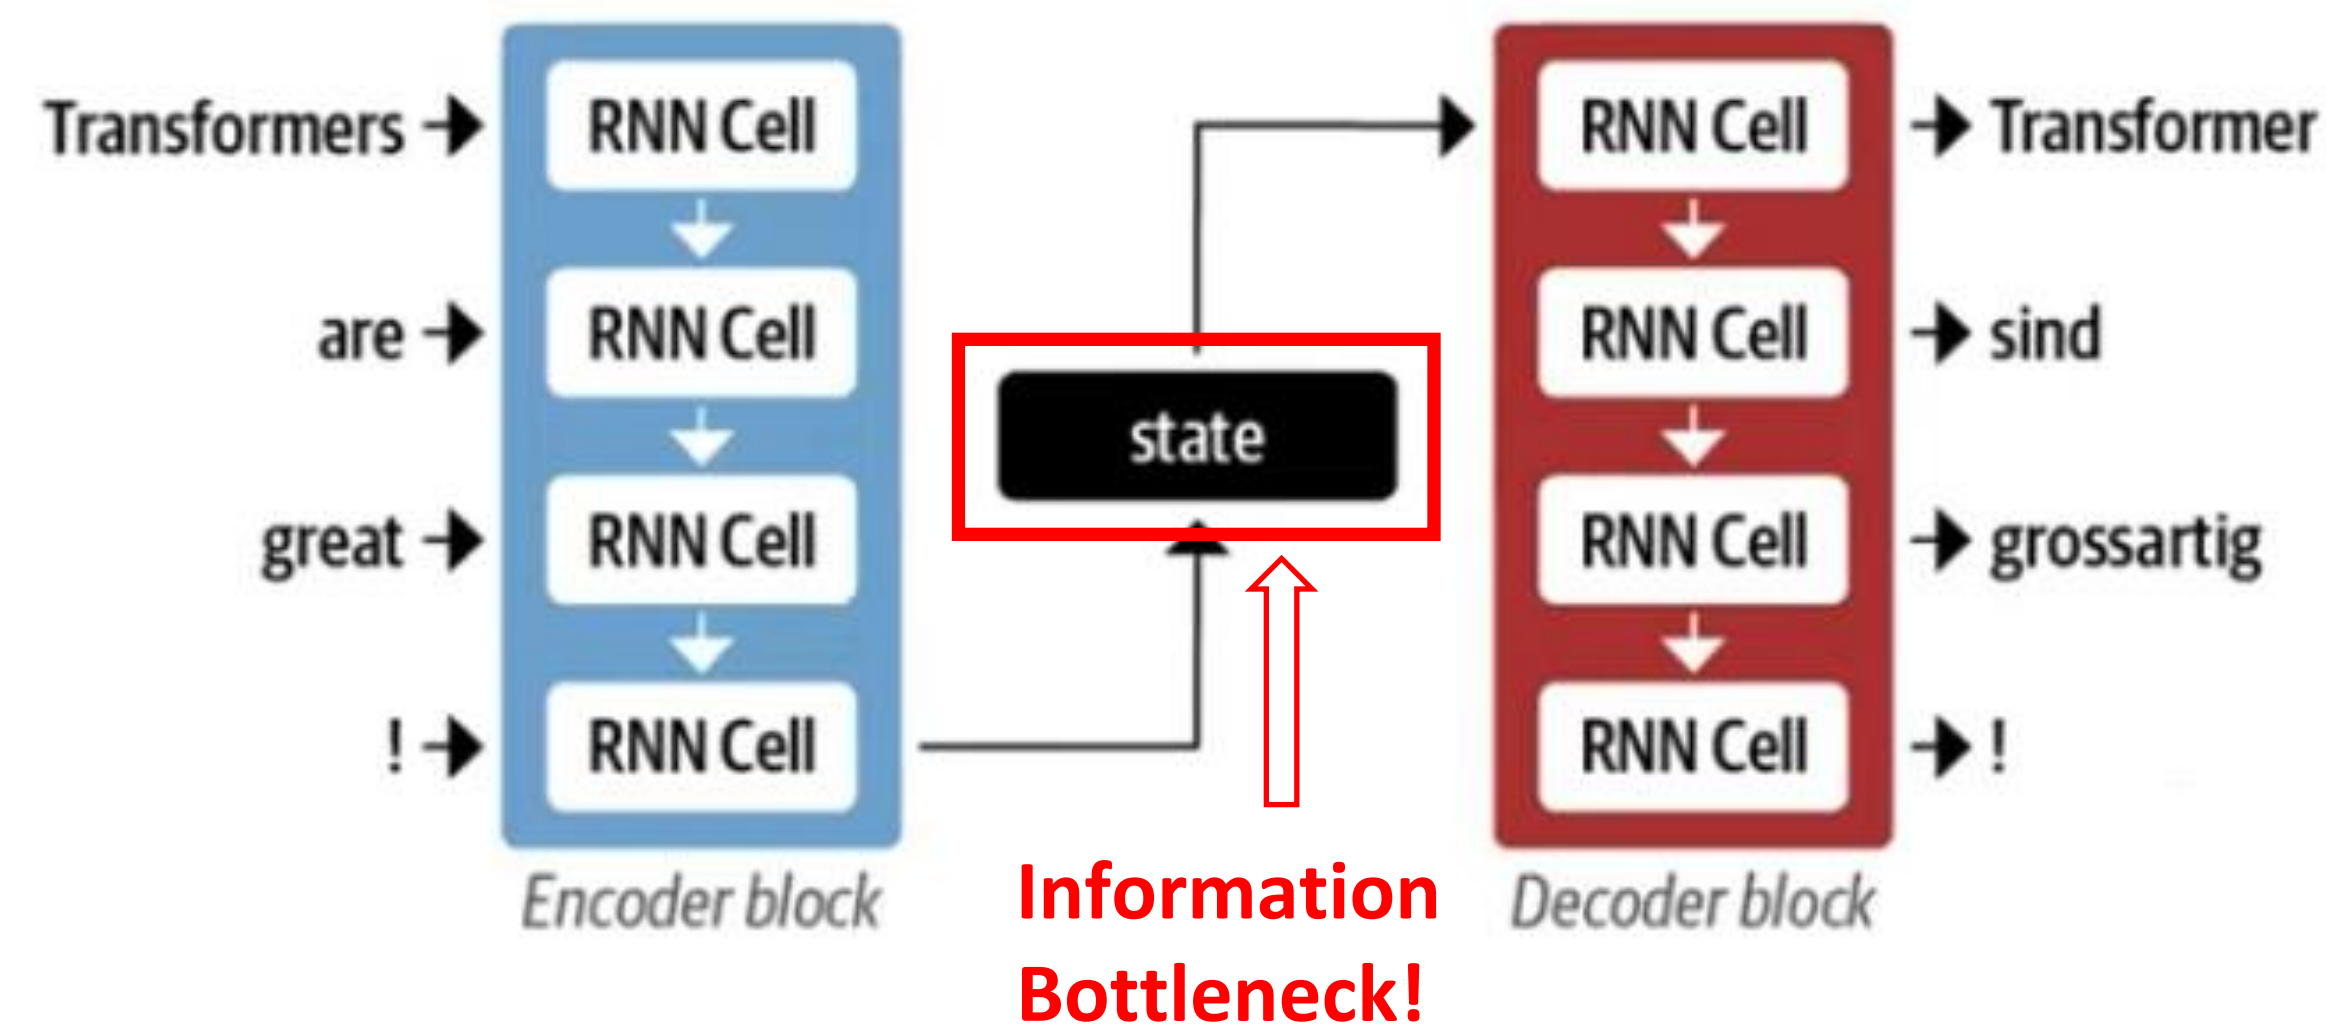 Transformers
RNN Cell
are
RNN Cell
great
RNN Cell
!
RNN Cell
Encoder block
state
Information
Bottleneck!
RNN Cell
Transformer
RNN Cell
sind
RNN Cell
grossartig
RNN Cell
!
Decoder block